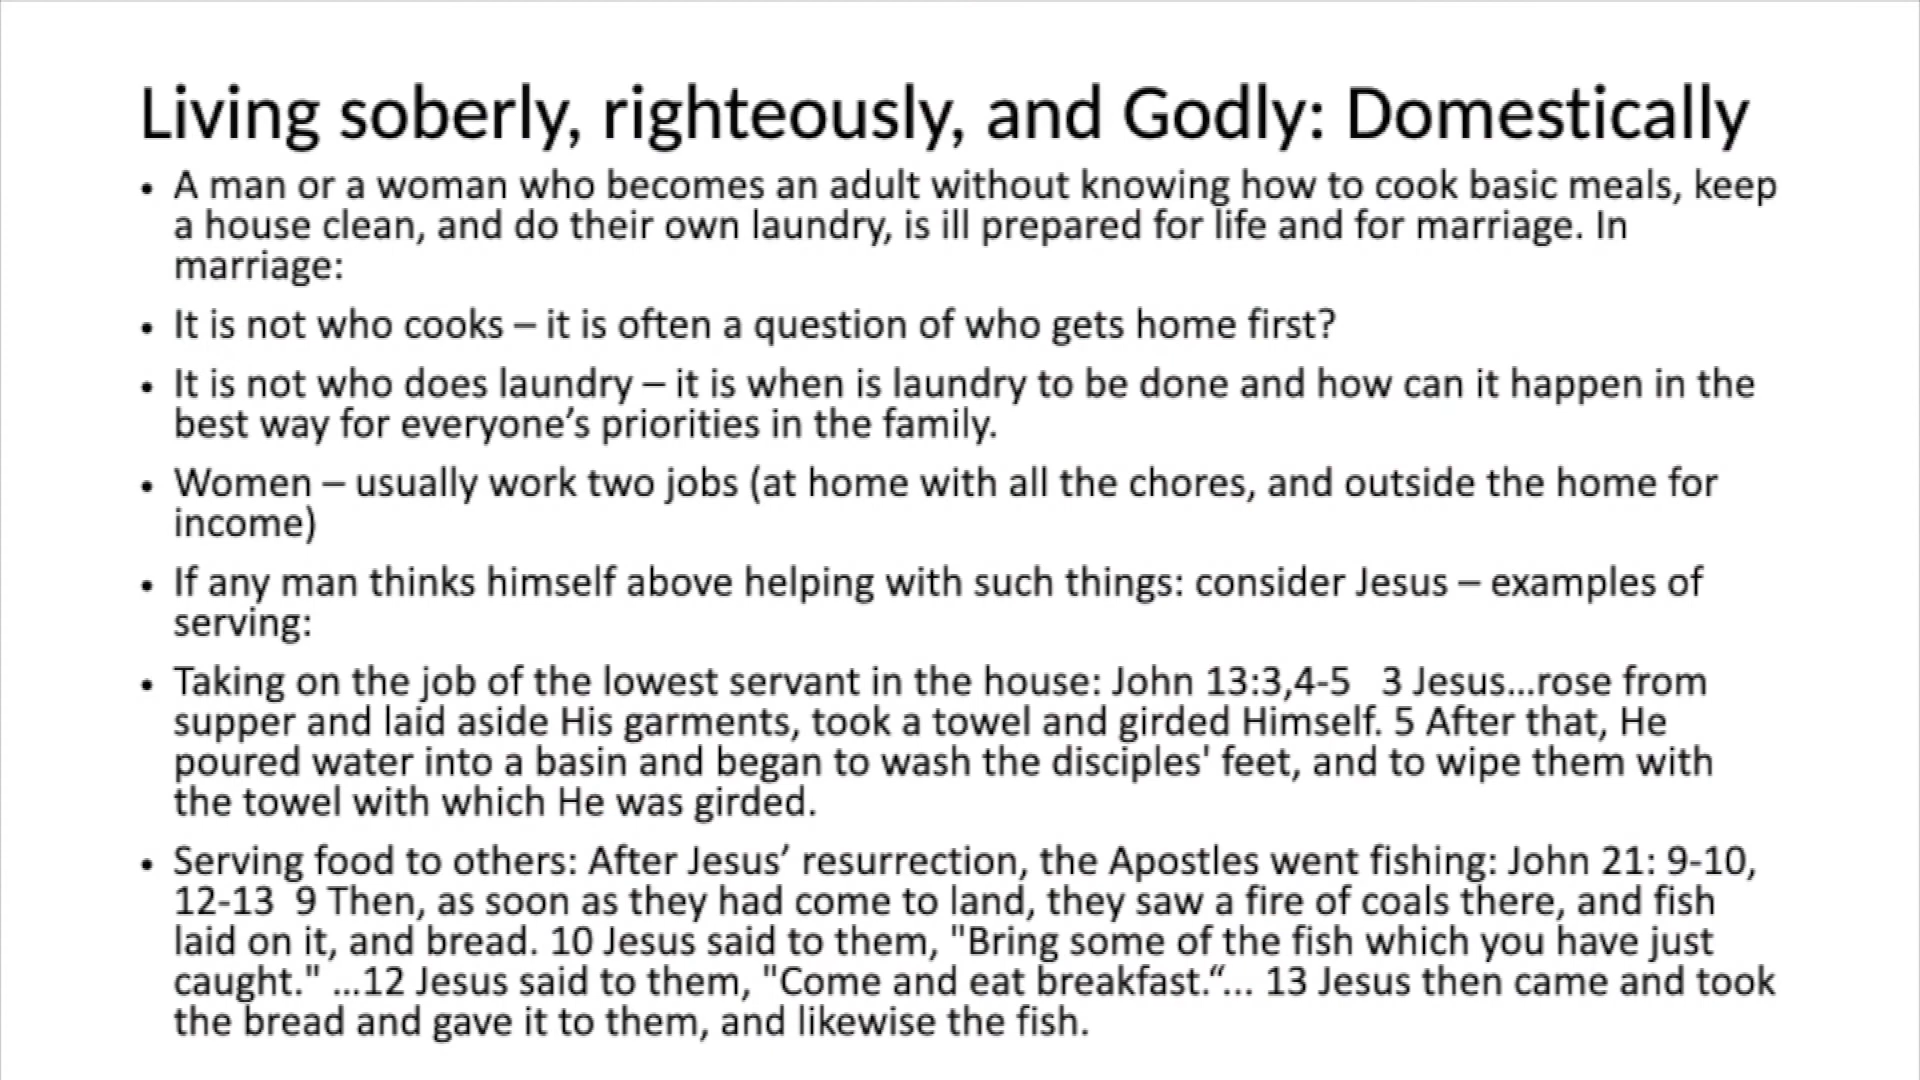 Living soberly, righteously, and Godly: Domestically
• A man or a woman who becomes an adult without knowing how to cook basic meals, keep
a house clean, and do their own laundry, is ill prepared for life and for marriage. In
marriage:
• It is not who cooks – it is often a question of who gets home first?
• It is not who does laundry – it is when is laundry to be done and how can it happen in the
best way for everyone’s priorities in the family.
• Women – usually work two jobs (at home with all the chores, and outside the home for
income)
• If any man thinks himself above helping with such things: consider Jesus – examples of
serving:
• Taking on the job of the lowest servant in the house: John 13:3,4-5   3 Jesus…rose from
supper and laid aside His garments, took a towel and girded Himself. 5 After that, He
poured water into a basin and began to wash the disciples' feet, and to wipe them with
the towel with which He was girded.
• Serving food to others: After Jesus’ resurrection, the Apostles went fishing: John 21: 9-10,
12-13  9 Then, as soon as they had come to land, they saw a fire of coals there, and fish
laid on it, and bread. 10 Jesus said to them, "Bring some of the fish which you have just
caught." …12 Jesus said to them, "Come and eat breakfast.“… 13 Jesus then came and took
the bread and gave it to them, and likewise the fish.